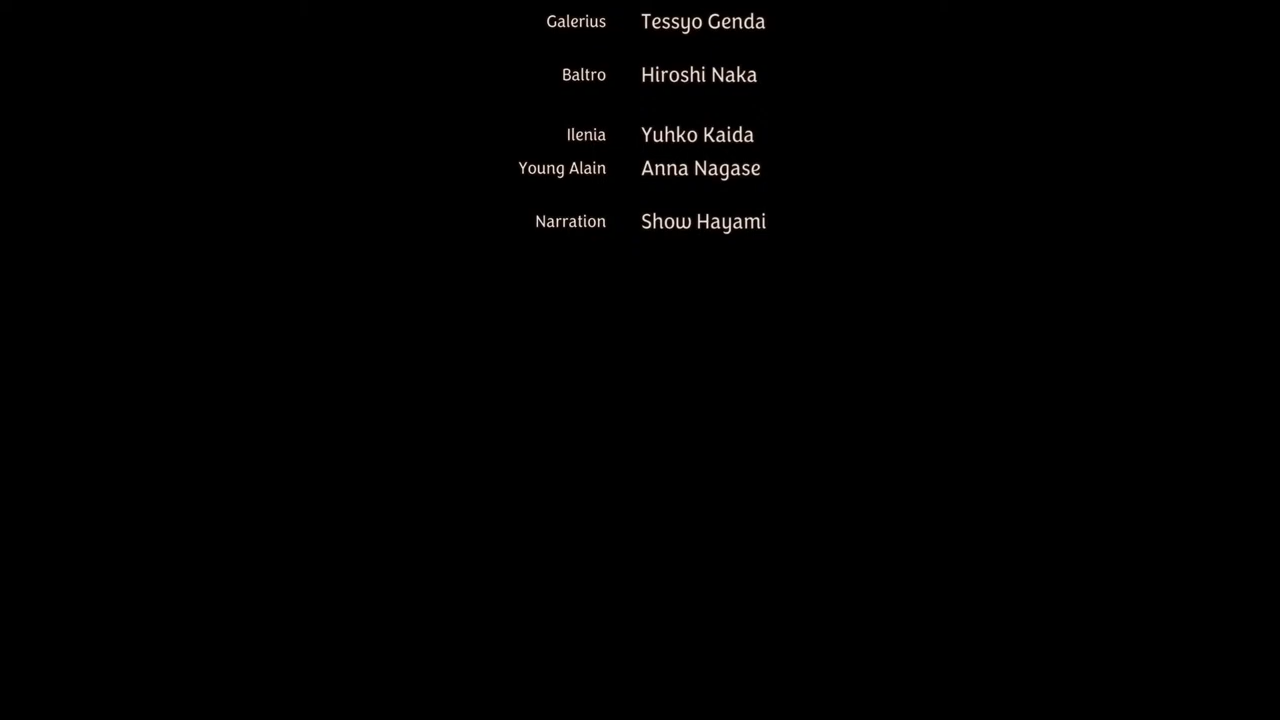 Galerius Tessyo Genda
Baltro Hiroshi Naka
Ilenia Yuhko Kaida
Young Alain Anna Nagase
Narration Show Hayami